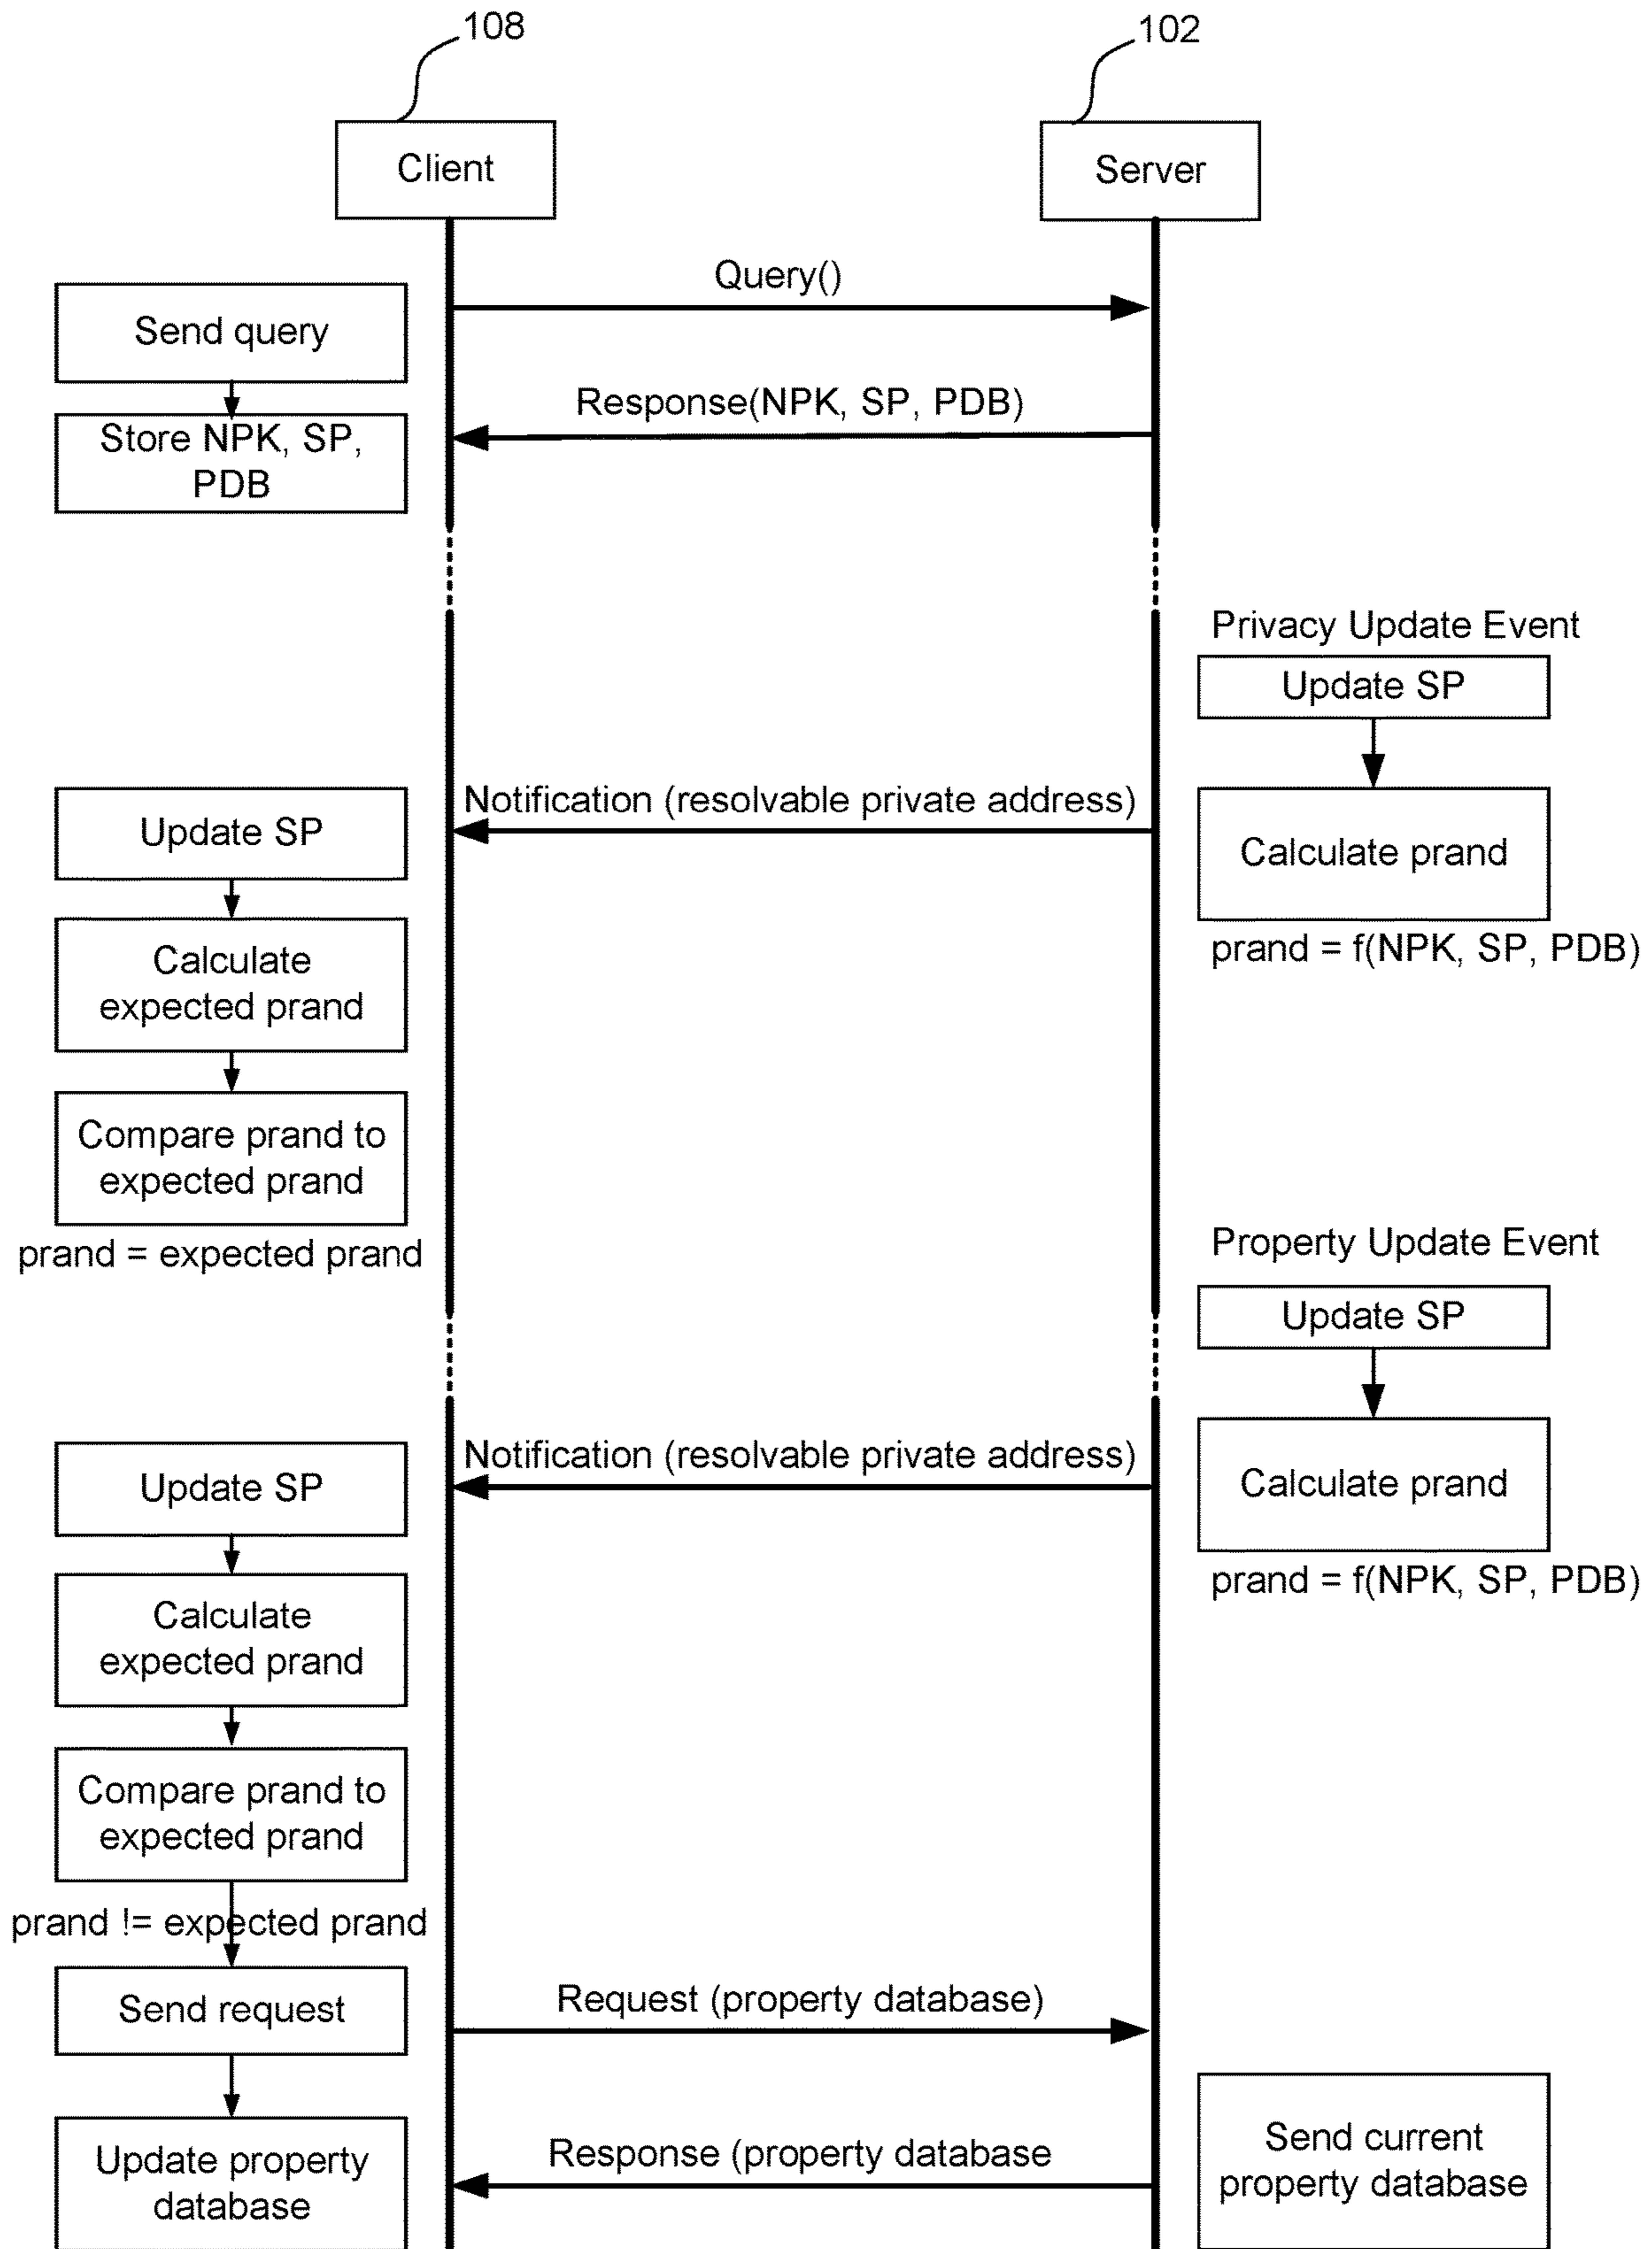 108
102
Client
Server
Query()
Send query
Response(NPK, SP, PDB)
Store NPK, SP,
PDB
Privacy Update Event
Update SP
Notification (resolvable private address)
Update SP
Calculate prand
prand = f(NPK, SP, PDB)
Calculate
expected prand
Compare prand to
expected prand
prand = expected prand
Property Update Event
Update SP
Notification (resolvable private address)
Update SP
Calculate prand
prand = f(NPK, SP, PDB)
Calculate
expected prand
Compare prand to
expected prand
prand != expected prand
Send request
Request (property database)
Response (property database
Send current
property database
Update property
database